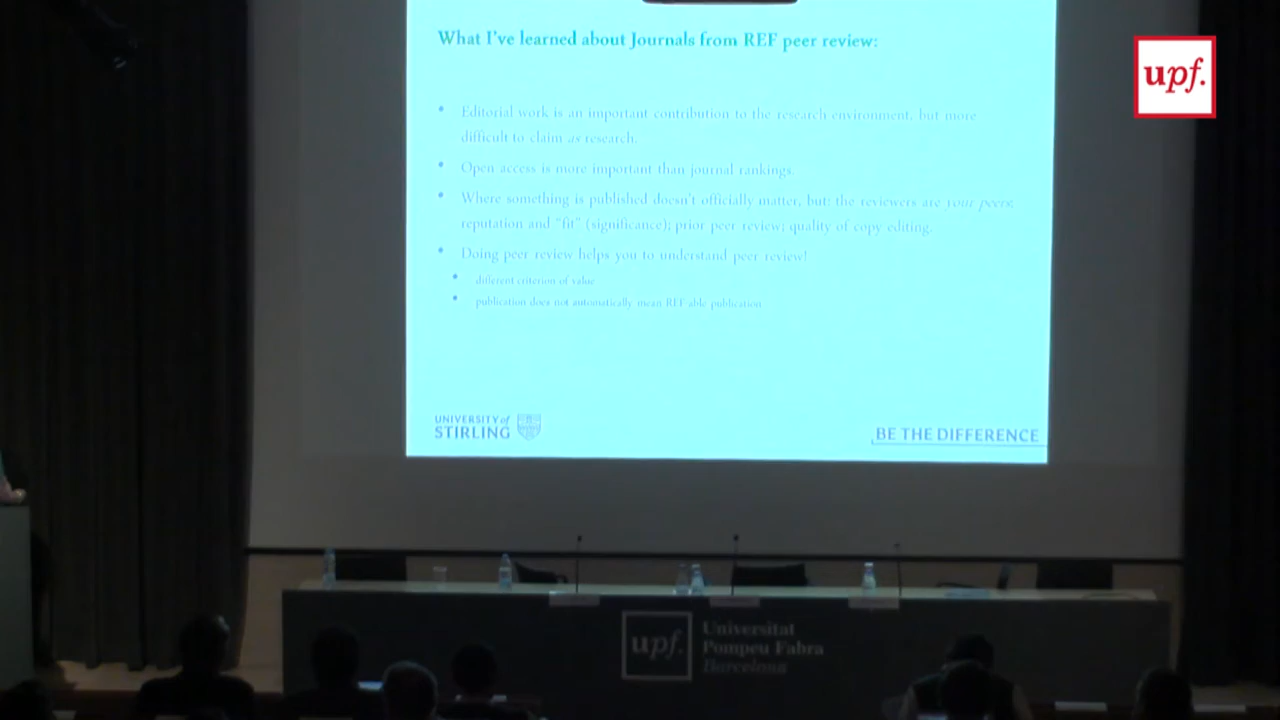 What I've learned about Journals from REF peer review:
upf.
• Editorial work is an important contribution to the research environment, but more
difficult to claim as research.
• Open access is more important than journal rankings.
• Where something is published doesn't officially matter, but: the reviewers are your peers;
reputation and "fit" (significance); prior peer review; quality of copy editing.
• Doing peer review helps you to understand peer review!
• different criterion of value
• publication does not automatically mean REF-able publication
UNIVERSITY of
STIRLING
BE THE DIFFERENCE
upf.
Universitat
Pompeu Fabra
Barcelona